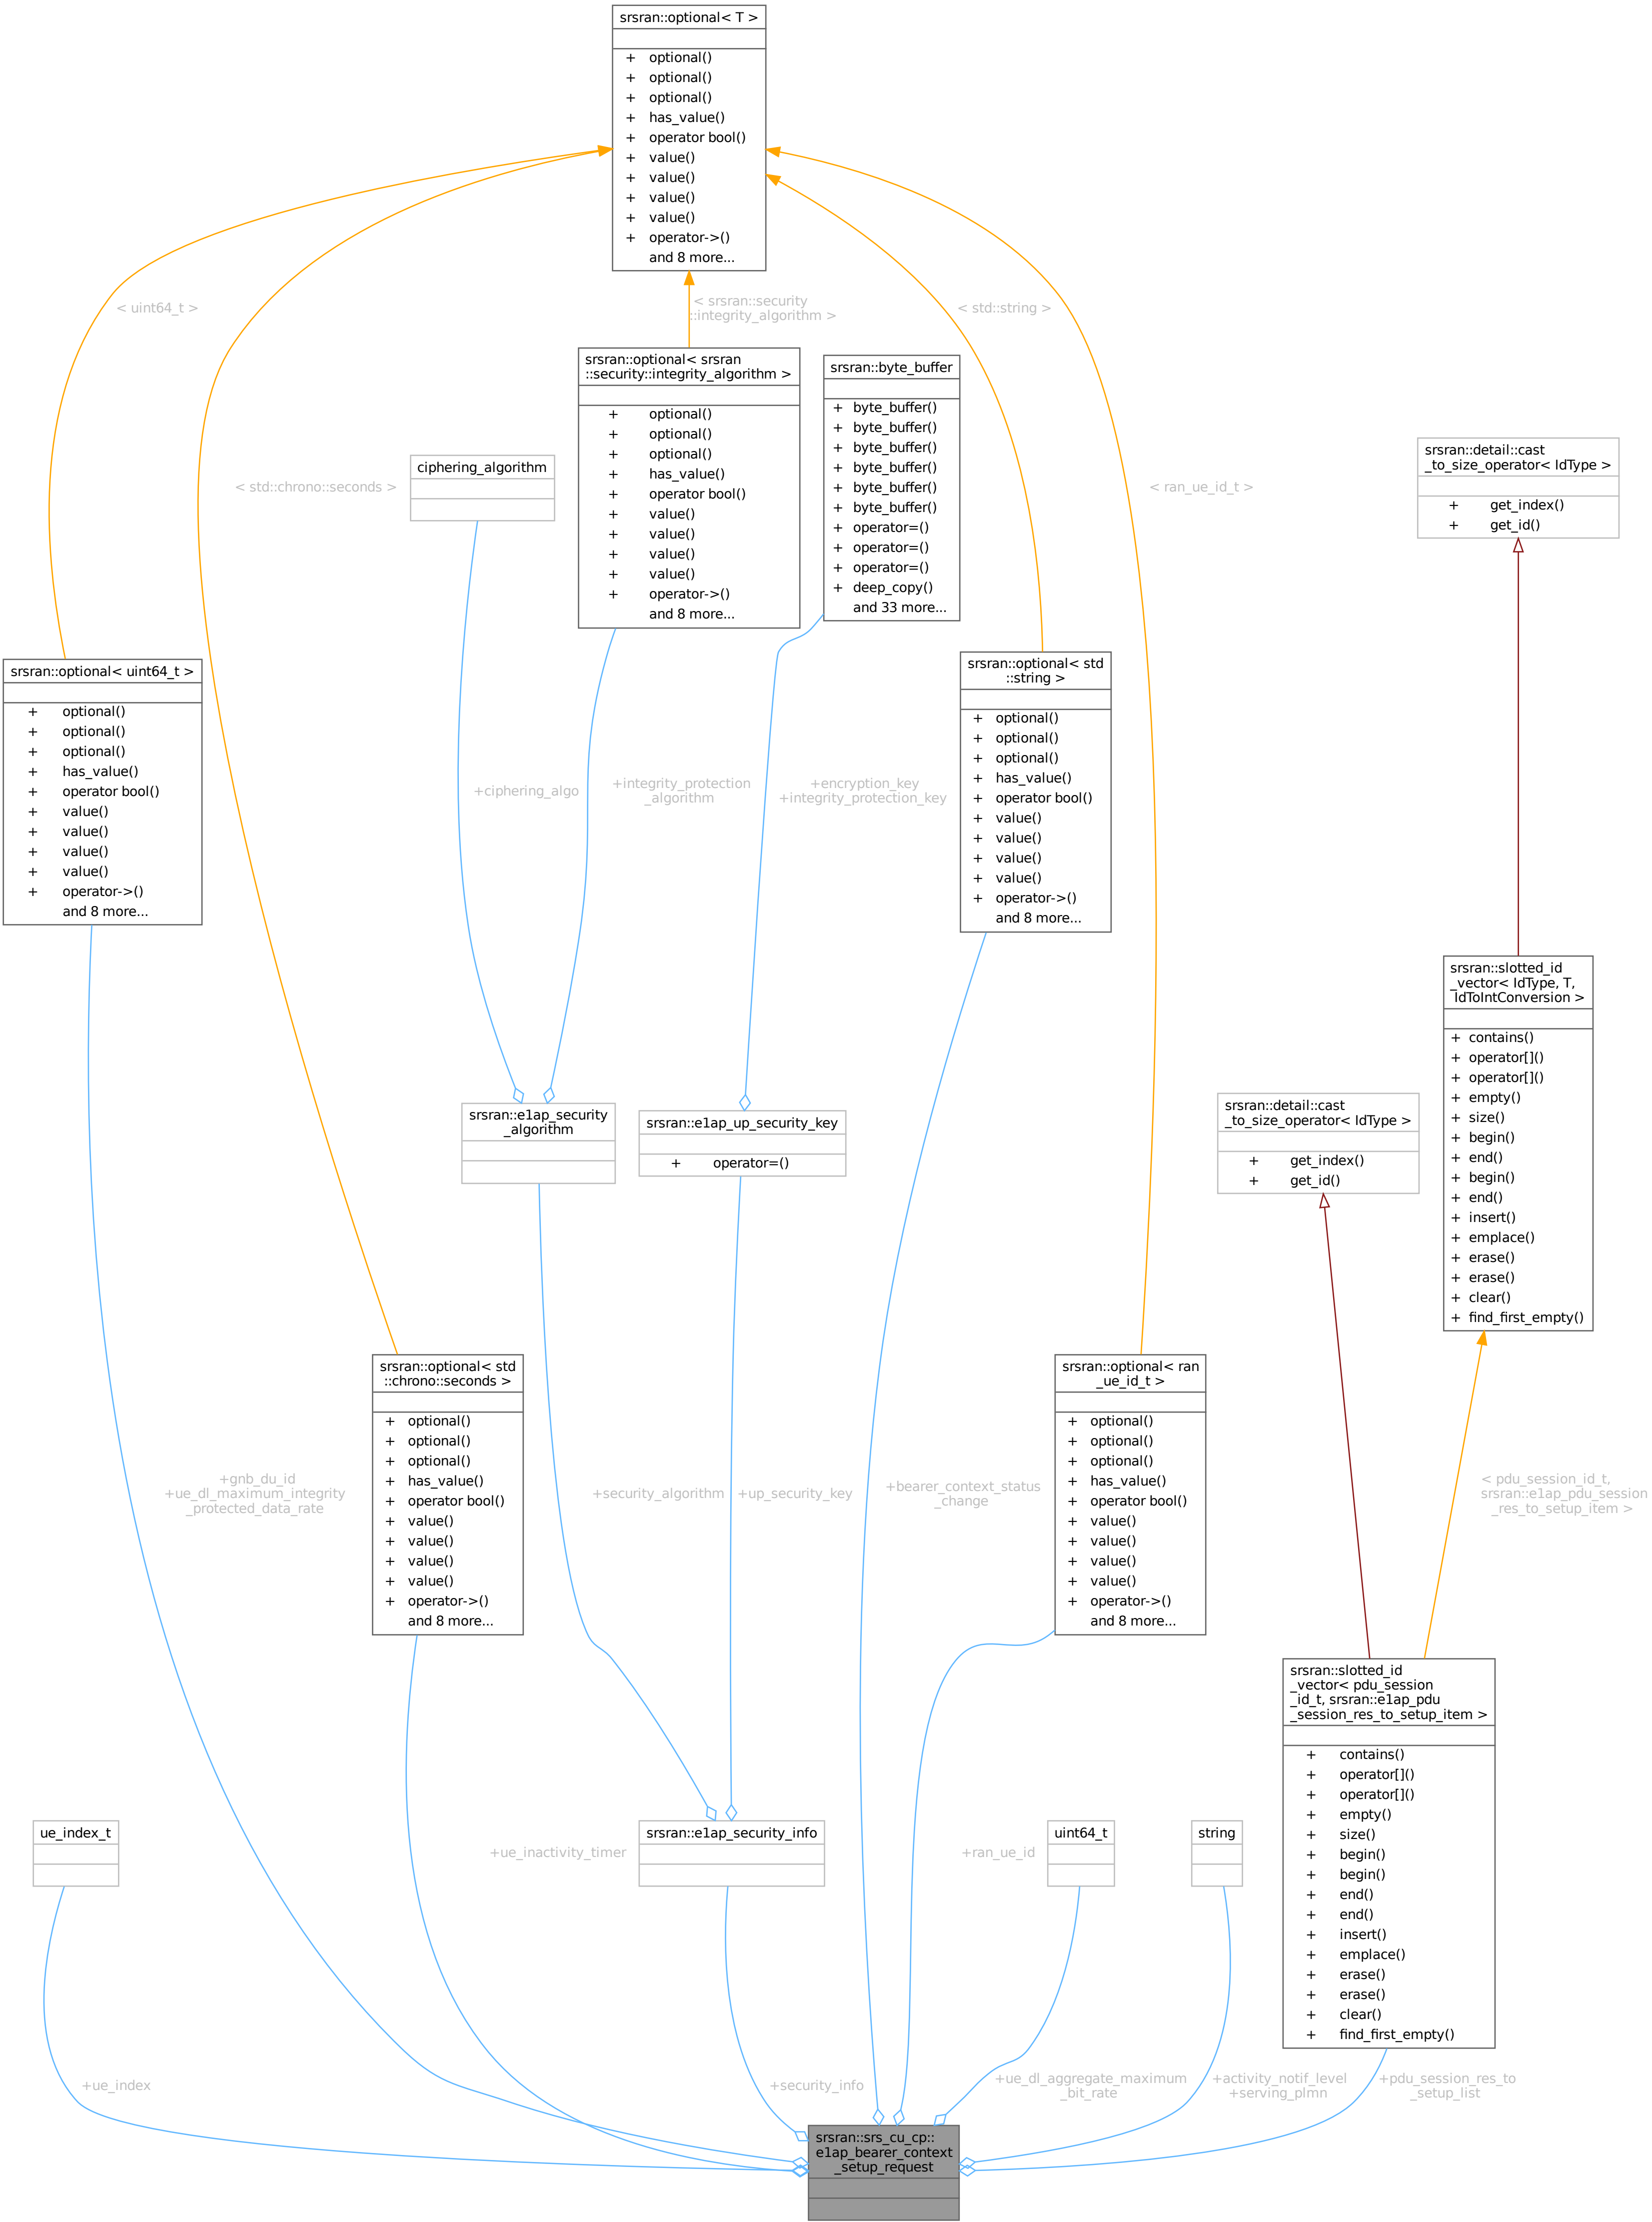 srsran::optional< T >
+ optional()
+ optional()
+ optional()
+ has_value()
+ operator bool()
+ value()
+ value()
+ value()
+ value()
+ operator->()
and 8 more...
< uint64_t >
< srsran::security
::integrity_algorithm >
< std::string >
srsran::optional< srsran
::security::integrity_algorithm >
+ optional()
+ optional()
+ optional()
+ has_value()
+ operator bool()
+ value()
+ value()
+ value()
+ value()
+ operator->()
and 8 more...
srsran::byte_buffer
+ byte_buffer()
+ byte_buffer()
+ byte_buffer()
+ byte_buffer()
+ byte_buffer()
+ byte_buffer()
+ operator=()
+ operator=()
+ operator=()
+ deep_copy()
and 33 more...
srsran::detail::cast
_to_size_operator< IdType >
+ get_index()
+ get_id()
ciphering_algorithm
< std::chrono::seconds >
< ran_ue_id_t >
srsran::optional< uint64_t >
+ optional()
+ optional()
+ optional()
+ has_value()
+ operator bool()
+ value()
+ value()
+ value()
+ value()
+ operator->()
and 8 more...
srsran::optional< std
::string >
+ optional()
+ optional()
+ optional()
+ has_value()
+ operator bool()
+ value()
+ value()
+ value()
+ value()
+ operator->()
and 8 more...
+ciphering_algo
+integrity_protection
_algorithm
+encryption_key
+integrity_protection_key
srsran::slotted_id
_vector< IdType, T,
IdToIntConversion >
+ contains()
+ operator[]()
+ operator[]()
+ empty()
+ size()
+ begin()
+ end()
+ begin()
+ end()
+ insert()
+ emplace()
+ erase()
+ erase()
+ clear()
+ find_first_empty()
srsran::detail::cast
_to_size_operator< IdType >
+ get_index()
+ get_id()
srsran::e1ap_security
_algorithm
srsran::e1ap_up_security_key
+ operator=()
srsran::optional< std
::chrono::seconds >
+ optional()
+ optional()
+ optional()
+ has_value()
+ operator bool()
+ value()
+ value()
+ value()
+ value()
+ operator->()
and 8 more...
srsran::optional< ran
_ue_id_t >
+ optional()
+ optional()
+ optional()
+ has_value()
+ operator bool()
+ value()
+ value()
+ value()
+ value()
+ operator->()
and 8 more...
+gnb_du_id
+ue_dl_maximum_integrity
_protected_data_rate
+security_algorithm
+up_security_key
+bearer_context_status
_change
< pdu_session_id_t,
srsran::e1ap_pdu_session
_res_to_setup_item >
srsran::slotted_id
_vector< pdu_session
_id_t, srsran::e1ap_pdu
_session_res_to_setup_item >
+ contains()
+ operator[]()
+ operator[]()
+ empty()
+ size()
+ begin()
+ begin()
+ end()
+ end()
+ insert()
+ emplace()
+ erase()
+ erase()
+ clear()
+ find_first_empty()
ue_index_t
+ue_inactivity_timer
srsran::e1ap_security_info
+ran_ue_id
uint64_t
string
+ue_index
+security_info
+ue_dl_aggregate_maximum
_bit_rate
+activity_notif_level
+serving_plmn
+pdu_session_res_to
_setup_list
srsran::srs_cu_cp::
e1ap_bearer_context
_setup_request